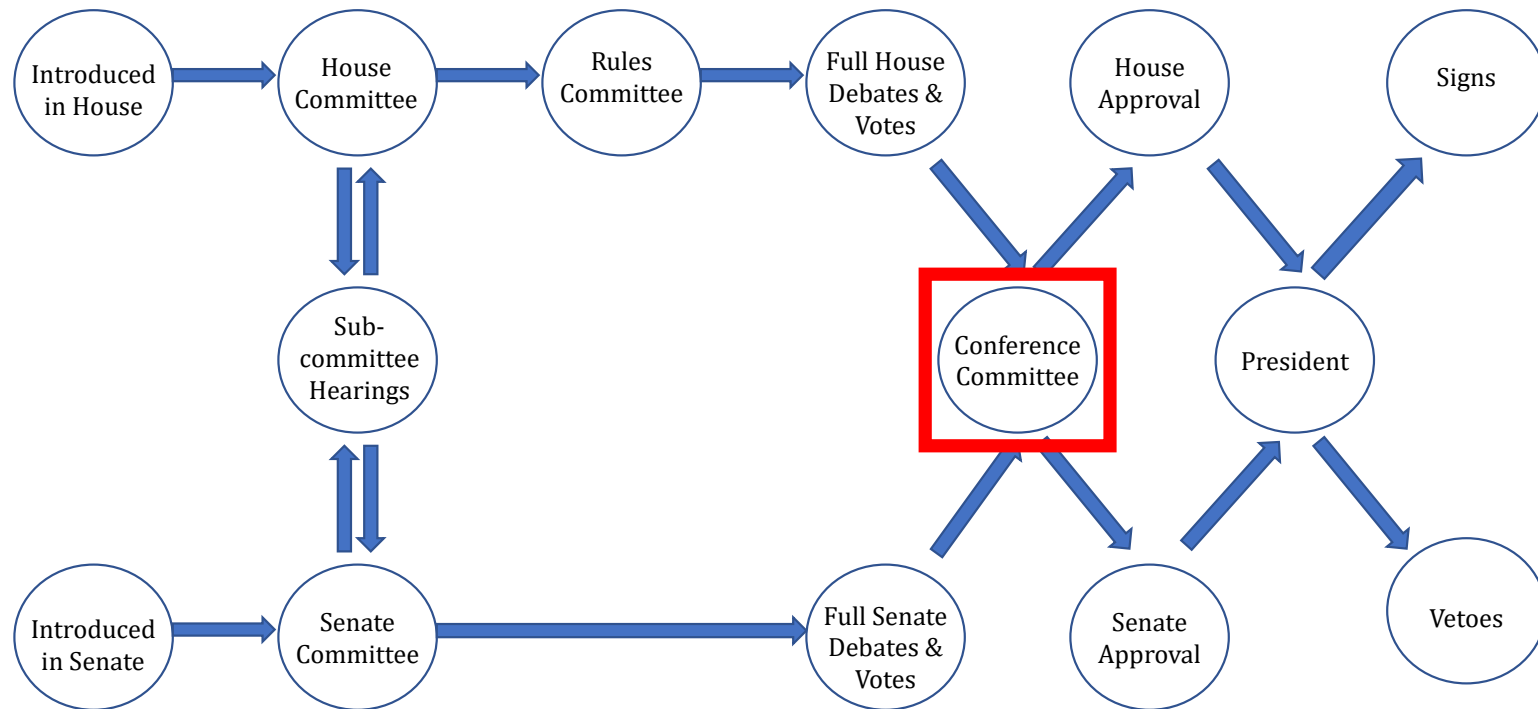 Introduced
in House
House
Committee
Rules
Committee
Full House
Debates &
Votes
House
Approval
Signs
Sub-
committee
Hearings
Conference
Committee
President
Introduced
in Senate
Senate
Committee
Full Senate
Debates &
Votes
Senate
Approval
Vetoes